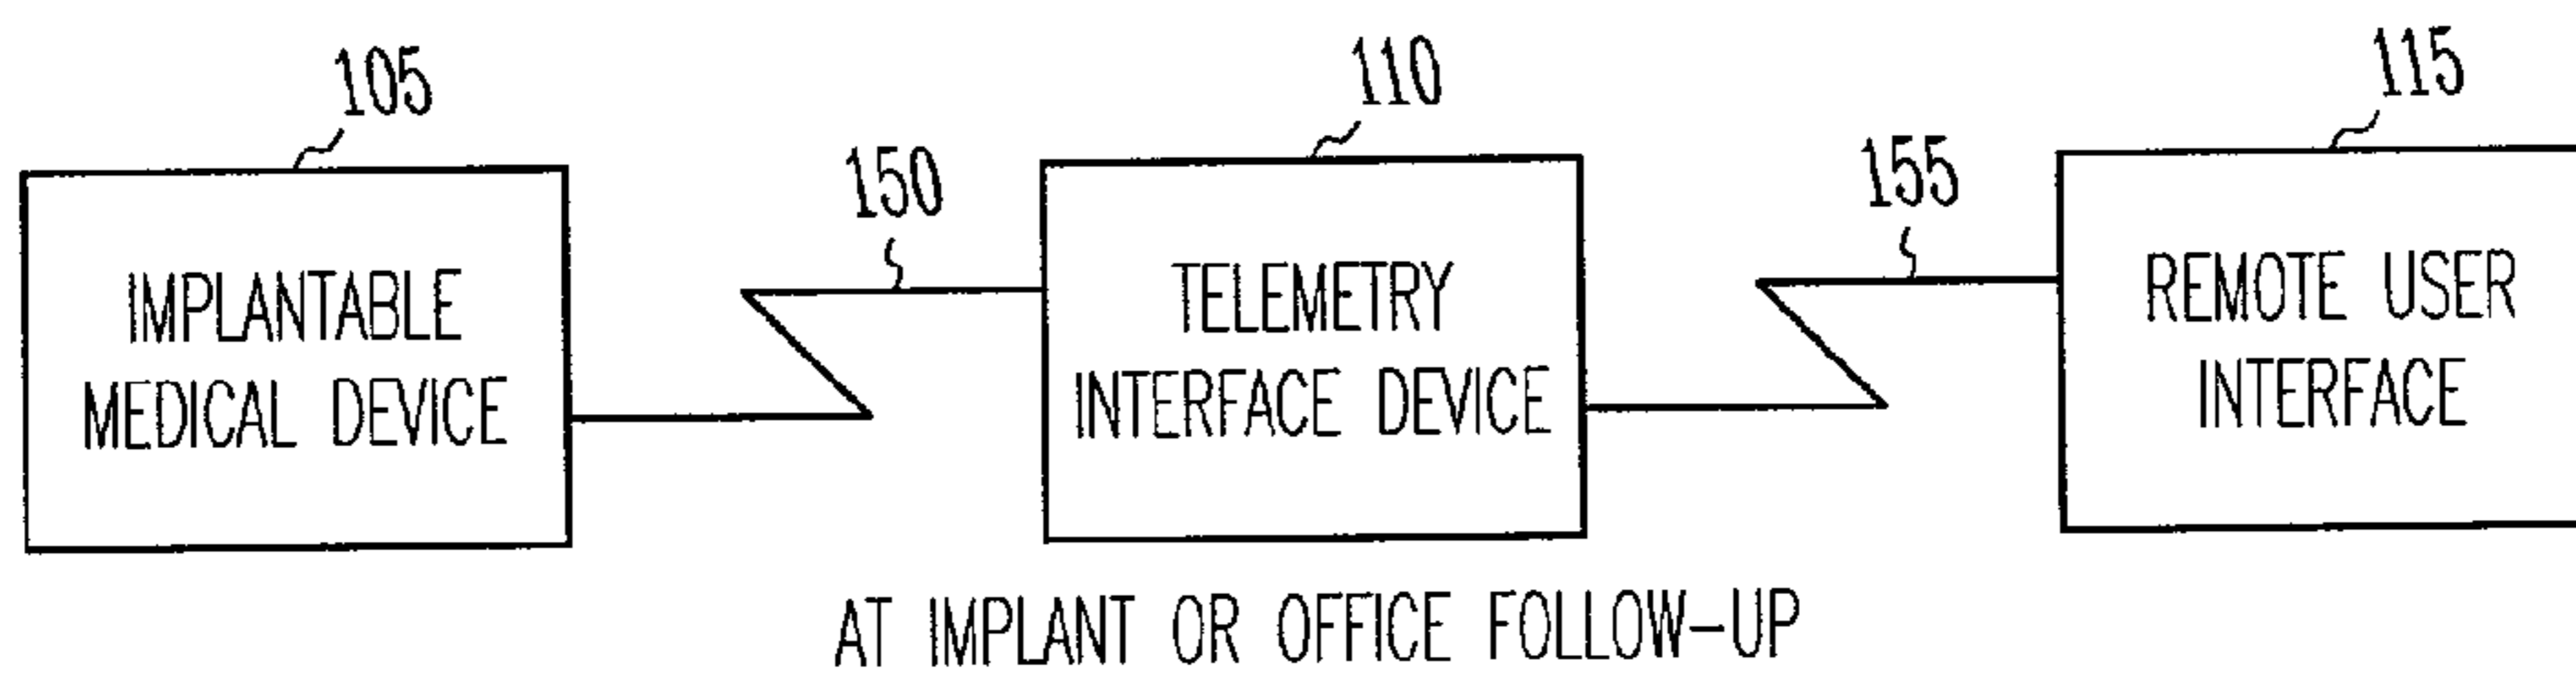 105
110
115
150
155
IMPLANTABLE
MEDICAL DEVICE
TELEMETRY
INTERFACE DEVICE
REMOTE USER
INTERFACE
AT IMPLANT OR OFFICE FOLLOW-UP